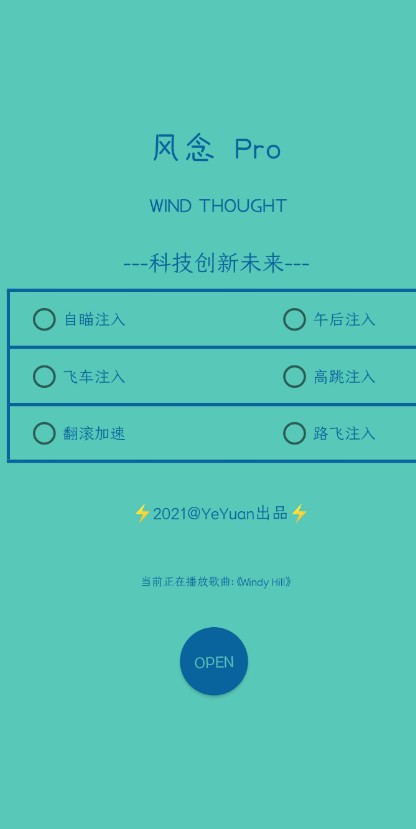 风念 Pro
WIND THOUGHT
---科技创新未来---
自瞄注入 午后注入
飞车注入 高跳注入
翻滚加速 路飞注入
⚡2021@YeYuan出品⚡
当前正在播放歌曲:《Windy Hill》
OPEN